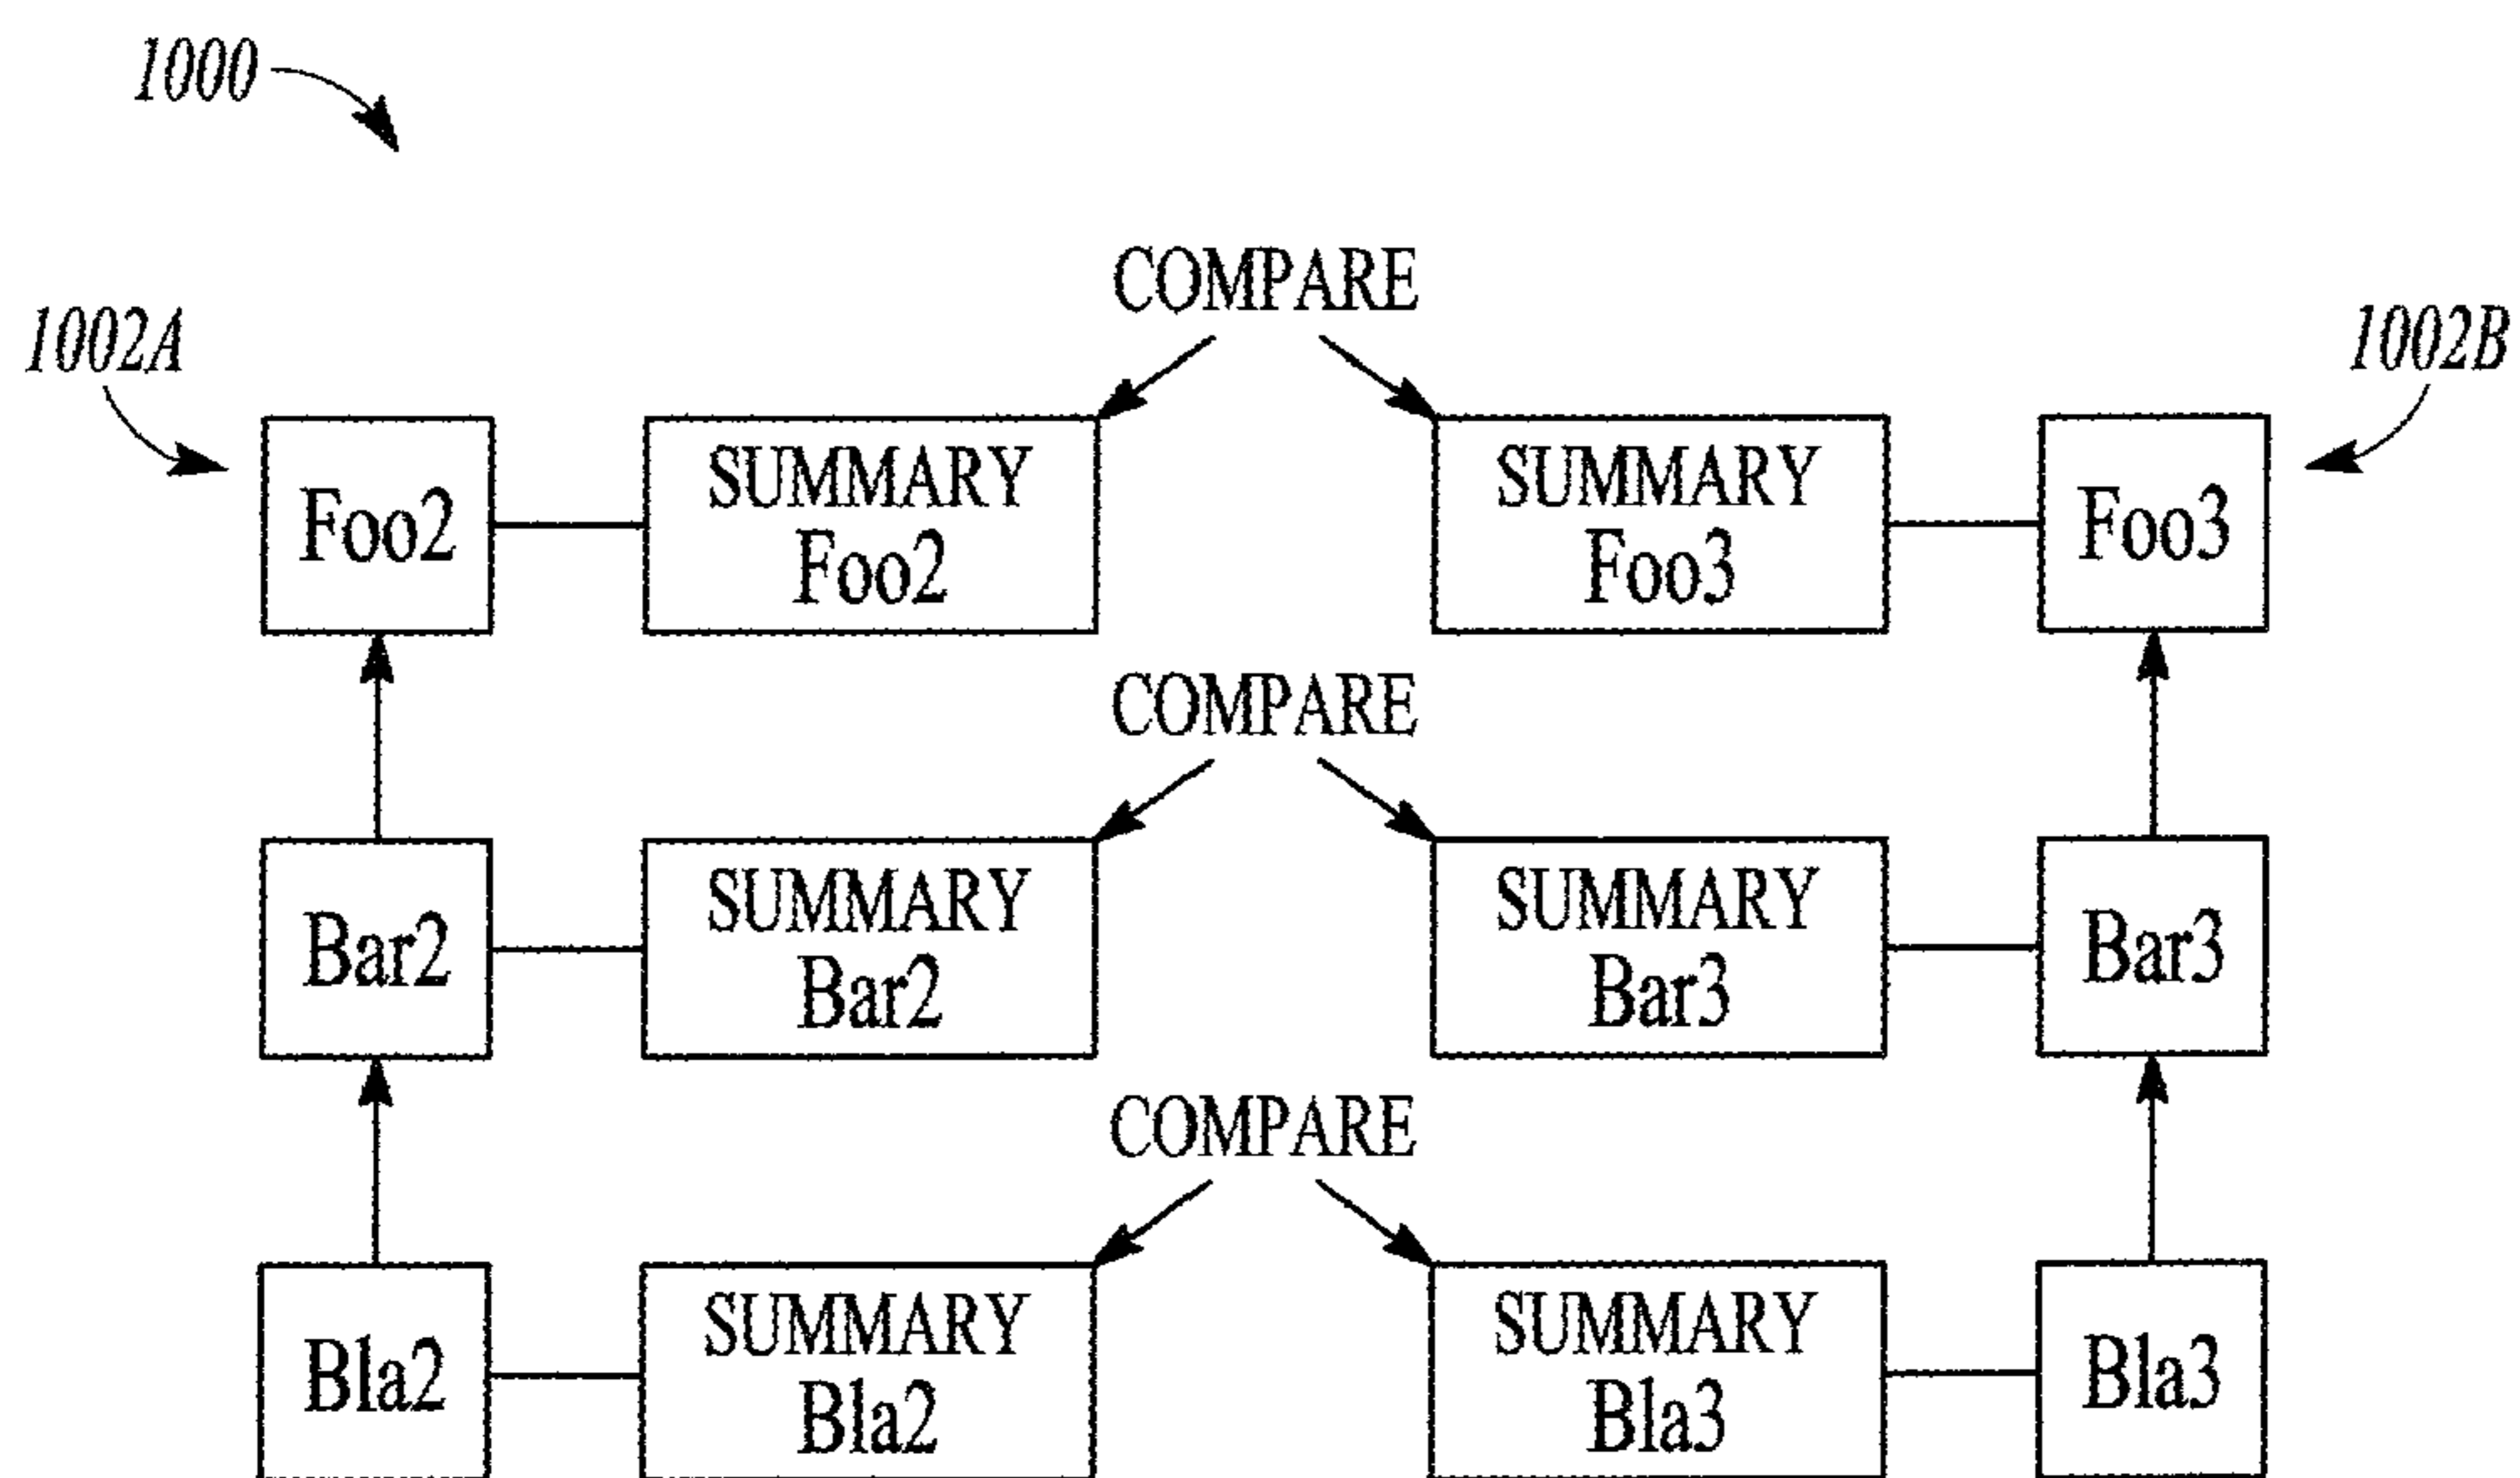 1000
COMPARE
1002A
1002B
Foo2
SUMMARY
Foo2
SUMMARY
Foo3
Foo3
COMPARE
Bar2
SUMMARY
Bar2
SUMMARY
Bar3
Bar3
COMPARE
Bla2
SUMMARY
Bla2
SUMMARY
Bla3
Bla3